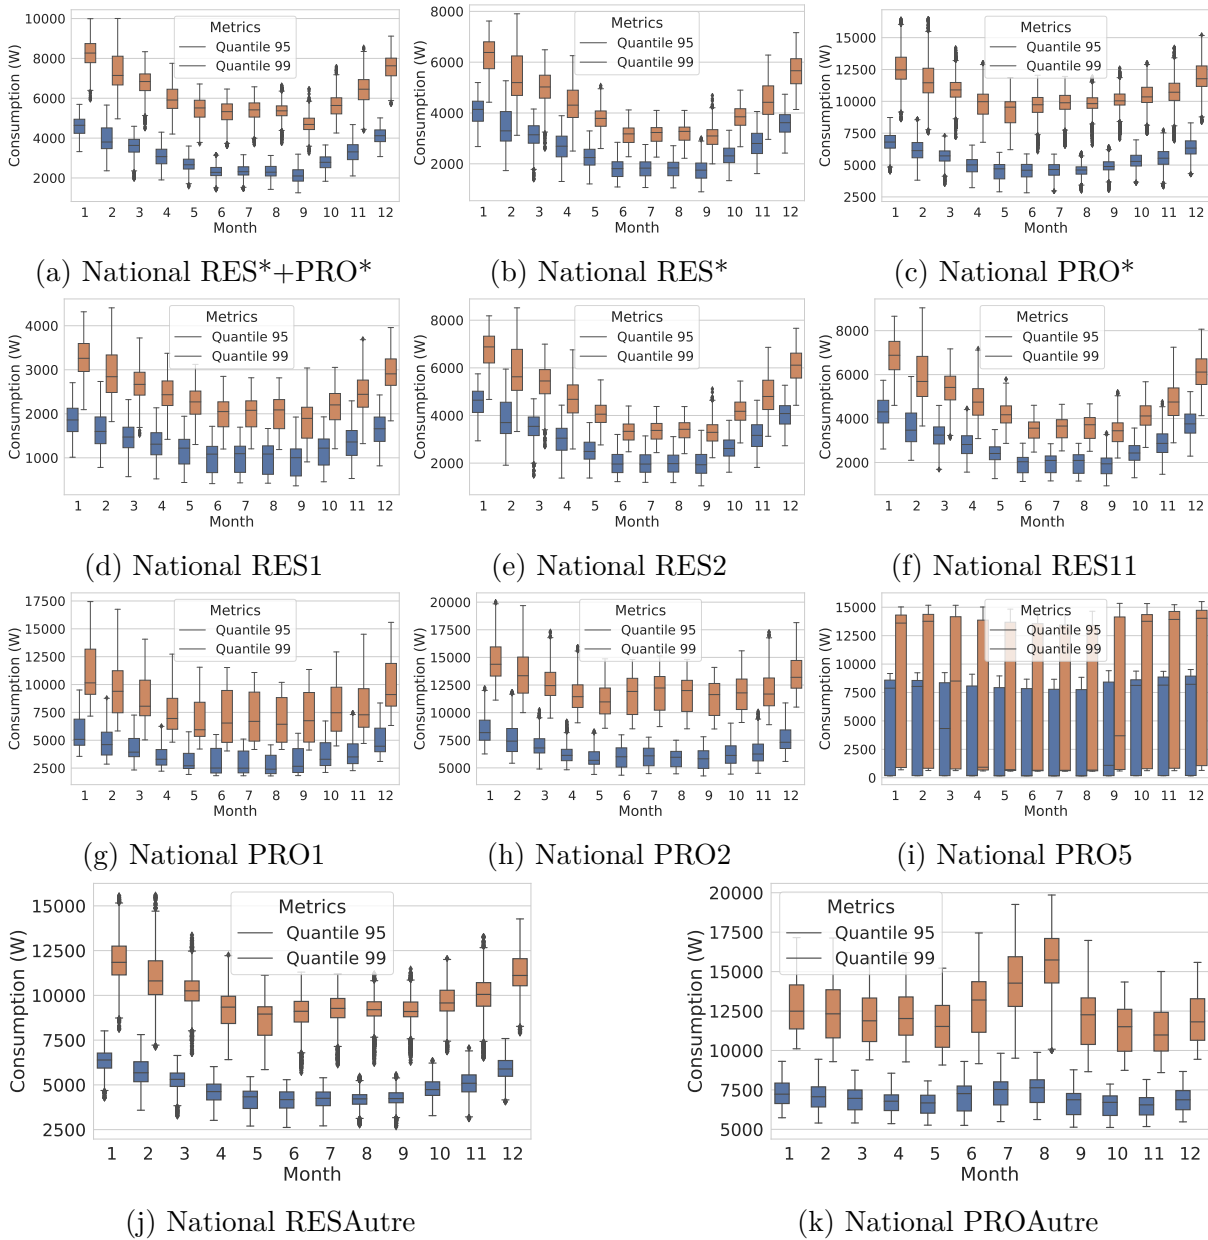 10000
8000
6000
4000
2000
Consumption (W)
Metrics
Quantile 95
Quantile 99
1 2 3 4 5 6 7 8 9 10 11 12
Month
(a) National RES*+PRO*
8000
6000
4000
2000
Consumption (W)
Metrics
Quantile 95
Quantile 99
1 2 3 4 5 6 7 8 9 10 11 12
Month
(b) National RES*
15000
12500
10000
7500
5000
2500
Consumption (W)
Metrics
Quantile 95
Quantile 99
1 2 3 4 5 6 7 8 9 10 11 12
Month
(c) National PRO*
4000
3000
2000
1000
Consumption (W)
Metrics
Quantile 95
Quantile 99
1 2 3 4 5 6 7 8 9 10 11 12
Month
(d) National RES1
8000
6000
4000
2000
Consumption (W)
Metrics
Quantile 95
Quantile 99
1 2 3 4 5 6 7 8 9 10 11 12
Month
(e) National RES2
8000
6000
4000
2000
Consumption (W)
Metrics
Quantile 95
Quantile 99
1 2 3 4 5 6 7 8 9 10 11 12
Month
(f) National RES11
17500
15000
12500
10000
7500
5000
2500
Consumption (W)
Metrics
Quantile 95
Quantile 99
1 2 3 4 5 6 7 8 9 10 11 12
Month
(g) National PRO1
20000
17500
15000
12500
10000
7500
5000
Consumption (W)
Metrics
Quantile 95
Quantile 99
1 2 3 4 5 6 7 8 9 10 11 12
Month
(h) National PRO2
15000
12500
10000
7500
5000
2500
0
Consumption (W)
Metrics
Quantile 95
Quantile 99
1 2 3 4 5 6 7 8 9 10 11 12
Month
(i) National PRO5
15000
12500
10000
7500
5000
2500
Consumption (W)
Metrics
Quantile 95
Quantile 99
1 2 3 4 5 6 7 8 9 10 11 12
Month
(j) National RESAutre
20000
17500
15000
12500
10000
7500
5000
Consumption (W)
Metrics
Quantile 95
Quantile 99
1 2 3 4 5 6 7 8 9 10 11 12
Month
(k) National PROAutre